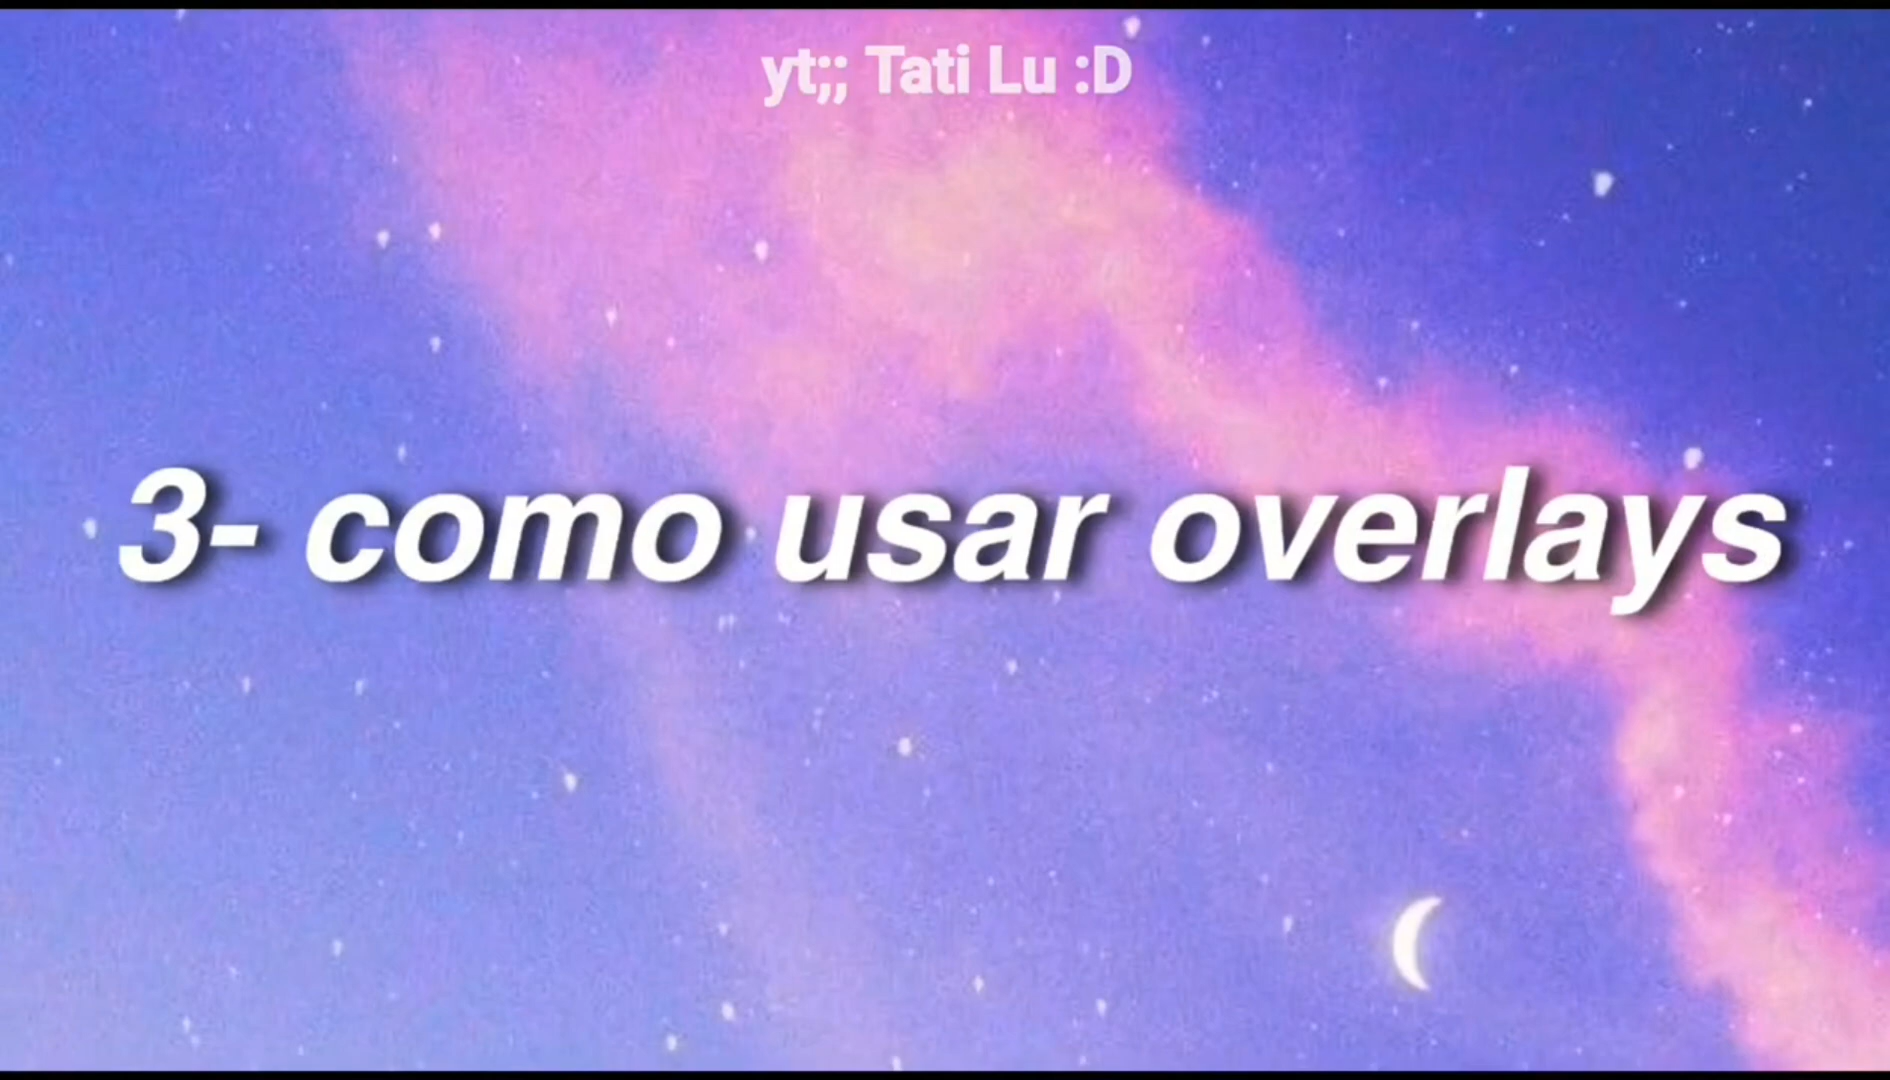 yt;; Tati Lu :D
3- como usar overlays